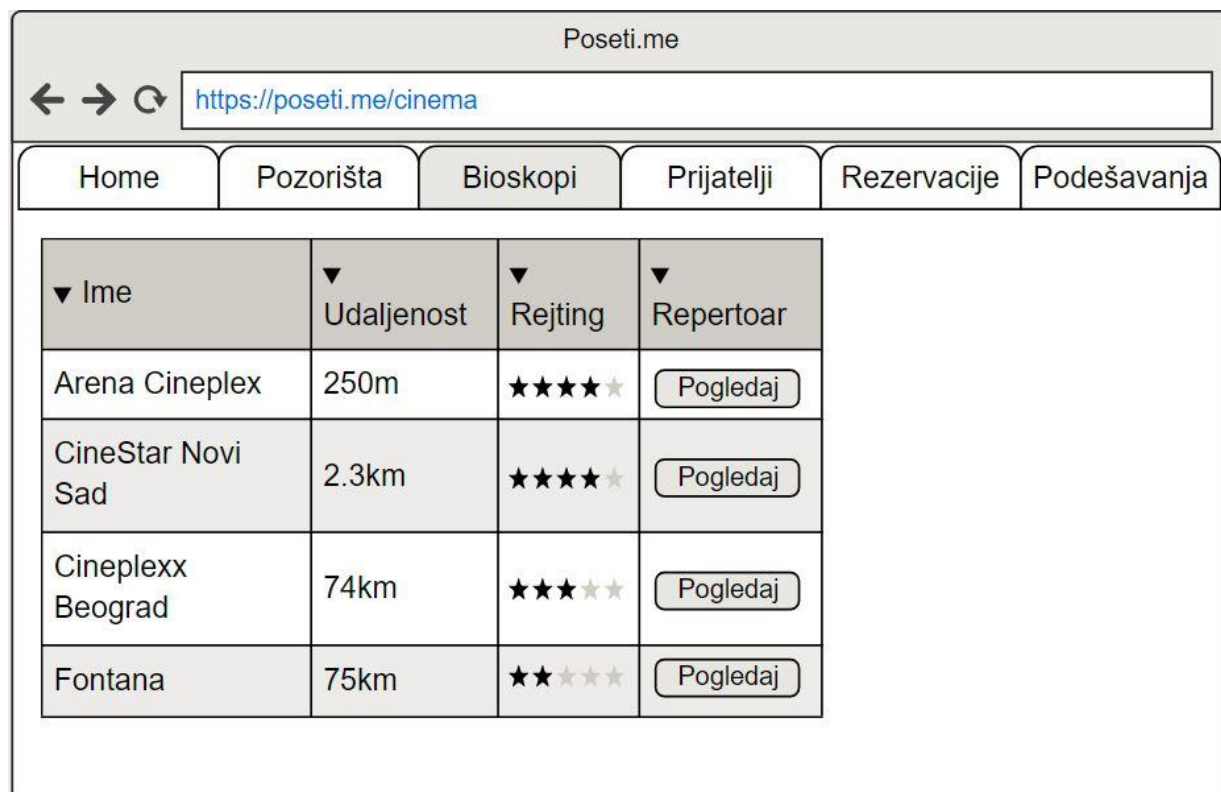 Poseti.me
https://poseti.me/cinema
Home Pozorišta Bioskopi Prijatelji Rezervacije Podešavanja
▼ Ime ▼ Udaljenost ▼ Rejting ▼ Repertoar
Arena Cineplex 250m ★★★★★ Pogledaj
CineStar Novi
Sad 2.3km ★★★★★ Pogledaj
Cineplexx
Beograd 74km ★★★★★ Pogledaj
Fontana 75km ★★★★★ Pogledaj